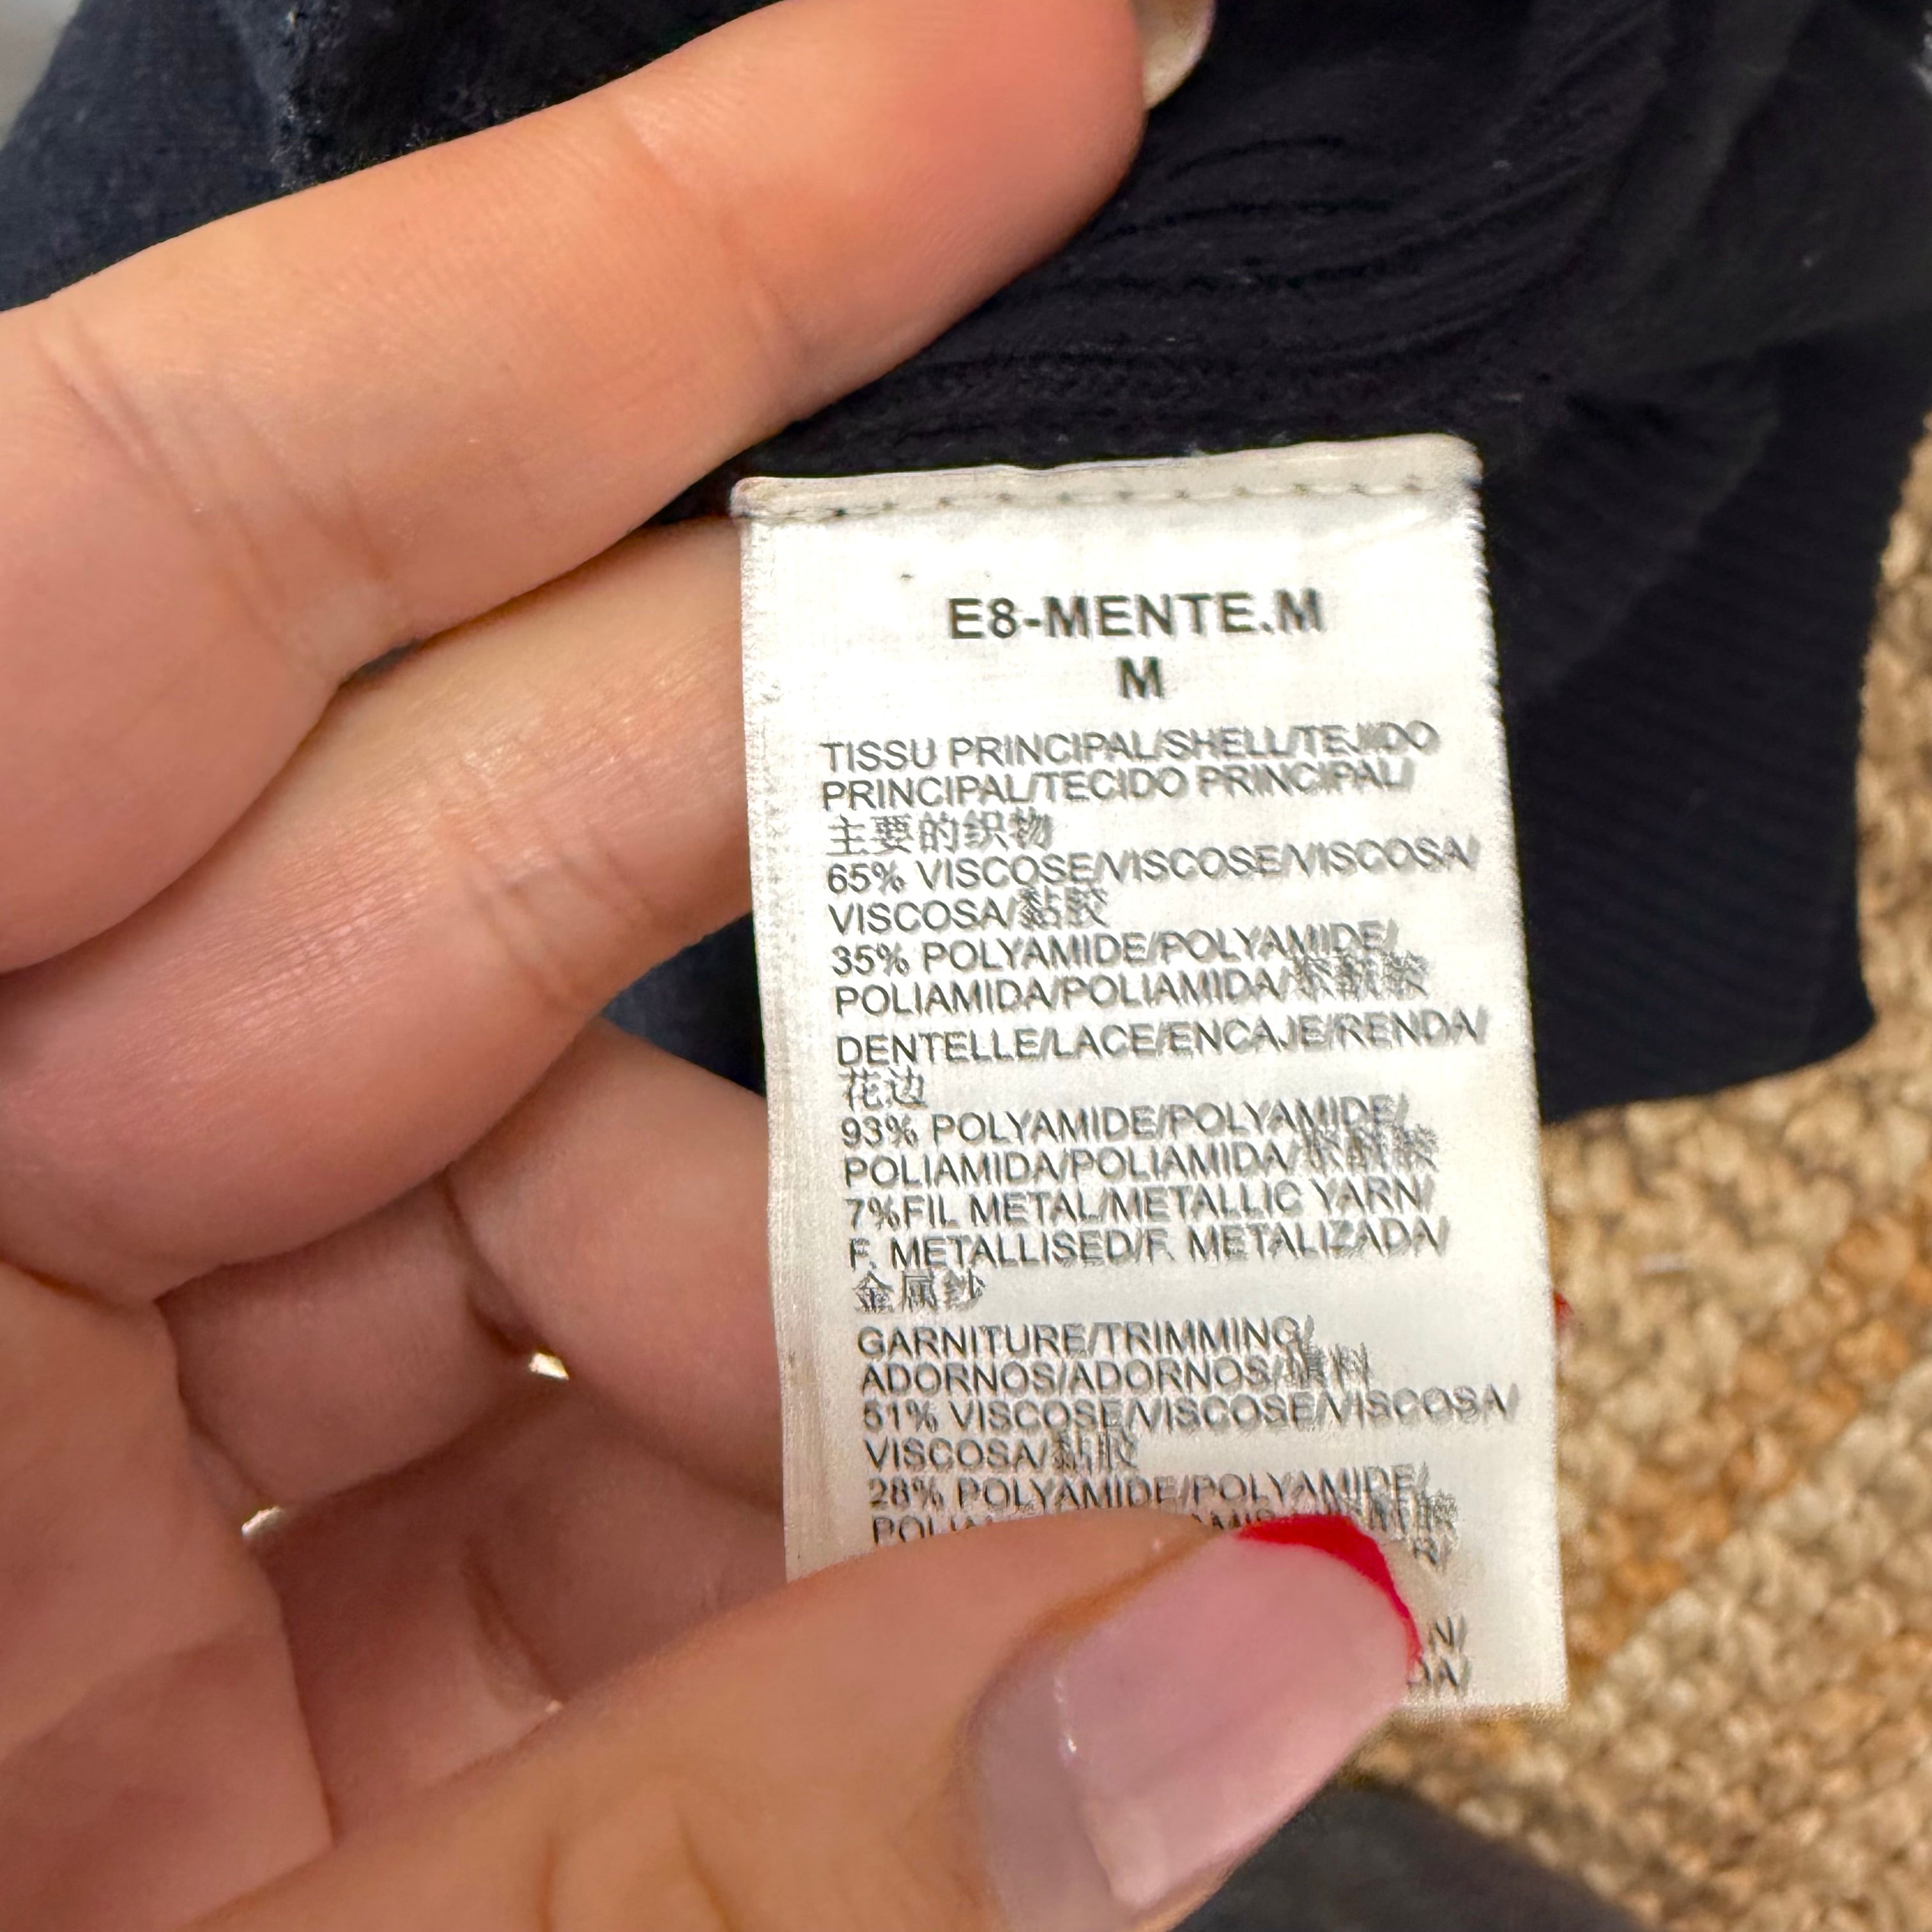 E8-MENTE.M
M
TISSU PRINCIPAL/SHELL/TEJIDO
PRINCIPAL/TECIDO PRINCIPAL/
主要的织物
65% VISCOSE/VISCOSE/VISCOSA/
VISCOSA/黏胶
35% POLYAMIDE/POLYAMIDE/
POLIAMIDA/POLIAMIDA/
DENTELLE/LACE/ENCAJE/RENDA/
花边
93% POLYAMIDE/POLYAMIDE/
POLIAMIDA/POLIAMIDA/
7%FIL METAL/METALLIC YARN/
F. METALLISED/F. METALIZADA/
金属纱
GARNITURE/TRIMMING/
ADORNOS/ADORNOS/
51% VISCOSE/VISCOSE/VISCOSA/
VISCOSA/黏胶
28% POLYAMIDE/POLYAMIDE/